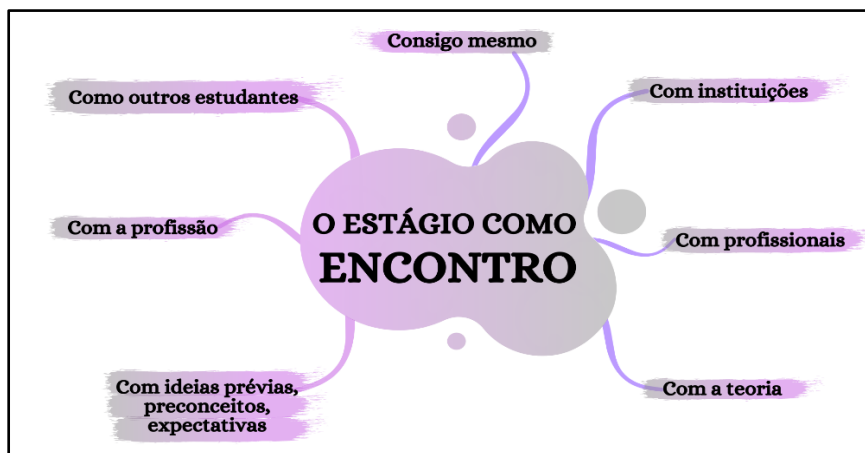 Consigo mesmo
Como outros estudantes
Com instituições
O ESTÁGIO COMO
ENCONTRO
Com a profissão
Com profissionais
Com ideias prévias,
preconceitos,
expectativas
Com a teoria